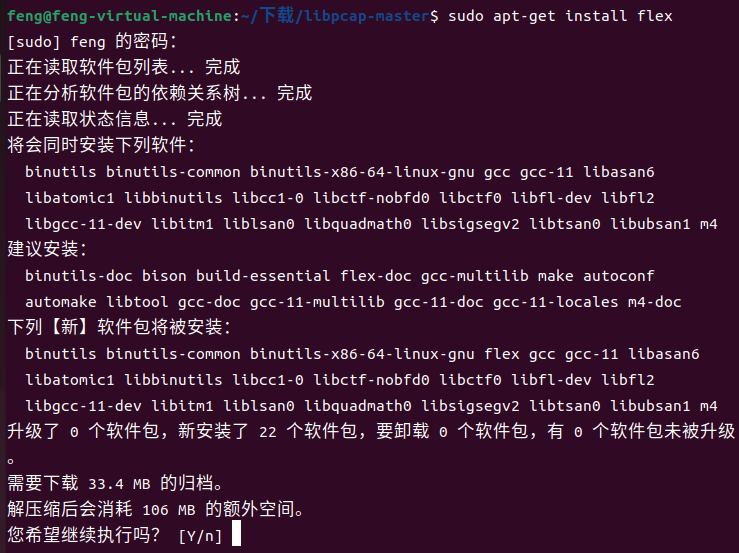 feng@feng-virtual-machine:~/下载/libpcap-master$ sudo apt-get install flex
[sudo] feng 的密码：
正在读取软件包列表... 完成
正在分析软件包的依赖关系树... 完成
正在读取状态信息... 完成
将会同时安装下列软件：
  binutils binutils-common binutils-x86-64-linux-gnu gcc gcc-11 libasan6
  libatomic1 libbinutils libcc1-0 libctf-nobfd0 libctf0 libfl-dev libfl2
  libgcc-11-dev libitm1 liblsan0 libquadmath0 libsigsegv2 libtsan0 libubsan1 m4
建议安装：
  binutils-doc bison build-essential flex-doc gcc-multilib make autoconf
  automake libtool gcc-doc gcc-11-multilib gcc-11-doc gcc-11-locales m4-doc
下列【新】软件包将被安装：
  binutils binutils-common binutils-x86-64-linux-gnu flex gcc gcc-11 libasan6
  libatomic1 libbinutils libcc1-0 libctf-nobfd0 libctf0 libfl-dev libfl2
  libgcc-11-dev libitm1 liblsan0 libquadmath0 libsigsegv2 libtsan0 libubsan1 m4
升级了 0 个软件包，新安装了 22 个软件包，要卸载 0 个软件包，有 0 个软件包未被升级
。
需要下载 33.4 MB 的归档。
解压缩后会消耗 106 MB 的额外空间。
您希望继续执行吗？ [Y/n]